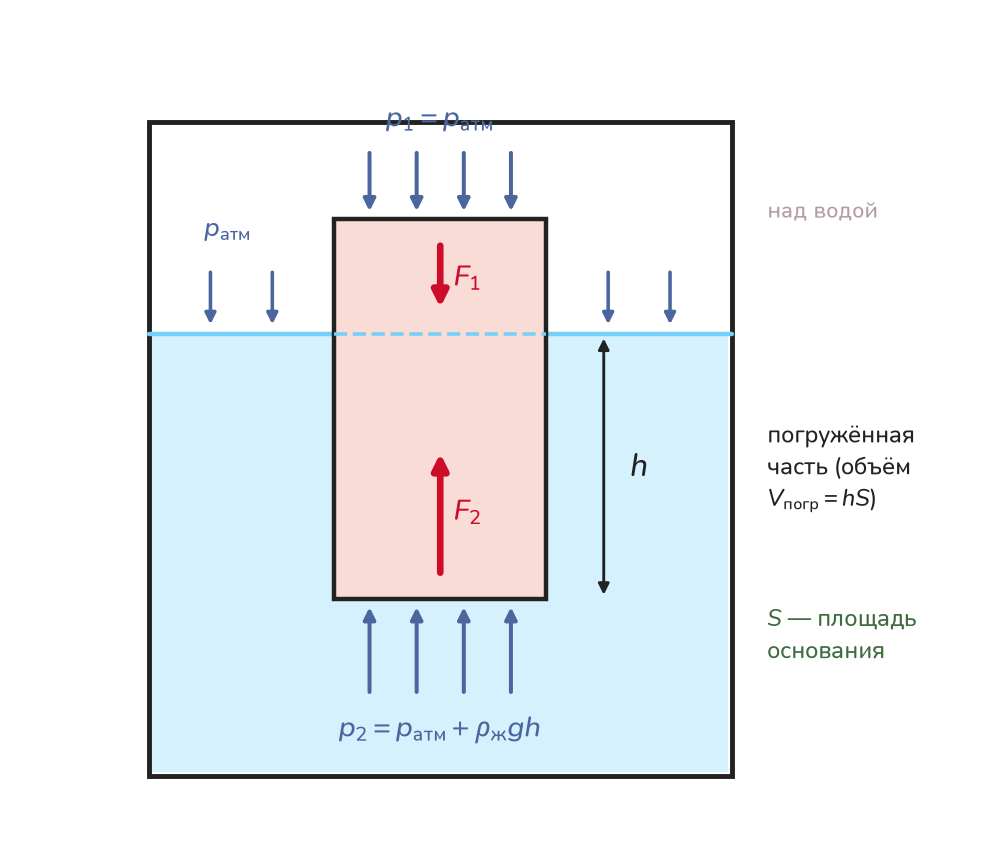 p₁ = pатм
над водой
pатм
F₁
погружённая
часть (объём
Vпогр = hS)
h
F₂
S — площадь
основания
p₂ = pатм + ρжgh